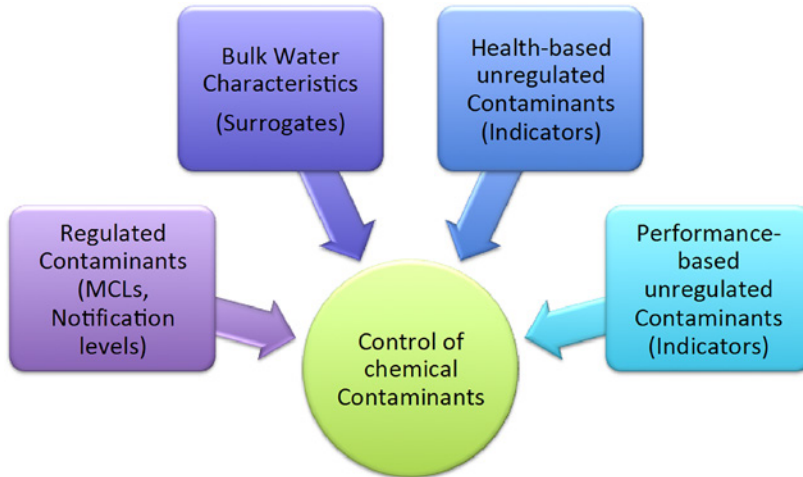 Bulk Water
Characteristics
(Surrogates)
Health-based
unregulated
Contaminants
(Indicators)
Regulated
Contaminants
(MCLs,
Notification
levels)
Performance-
based
unregulated
Contaminants
(Indicators)
Control of
chemical
Contaminants